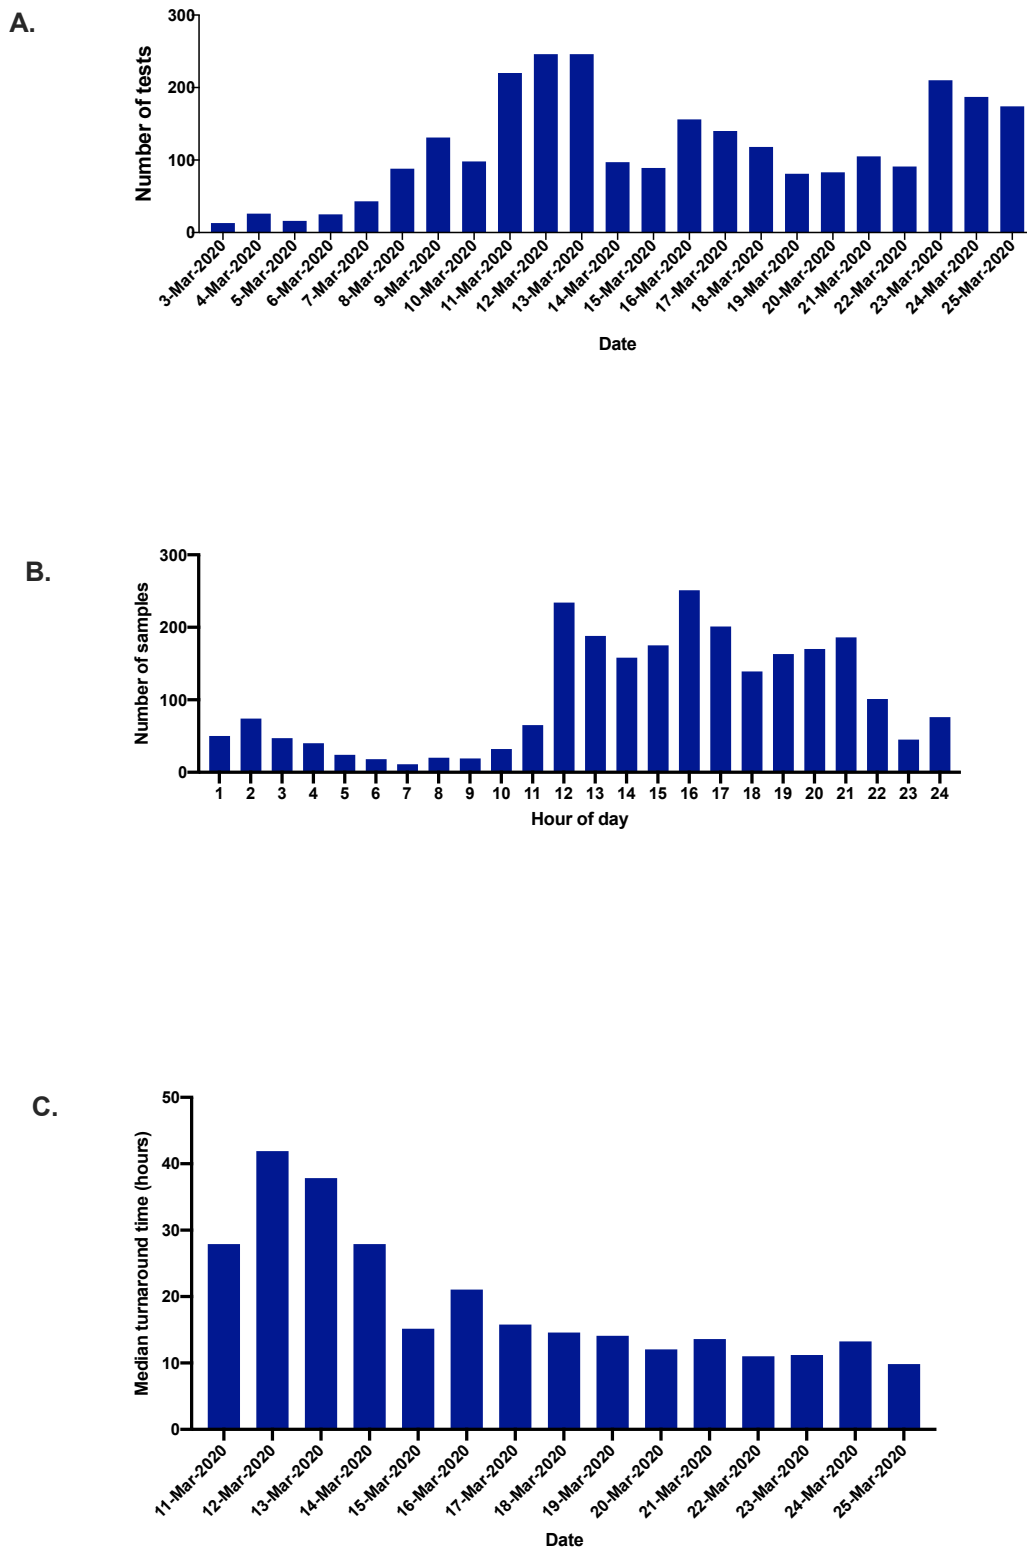 A.
Number of tests
300
200
100
0
3-Mar-2020
4-Mar-2020
5-Mar-2020
6-Mar-2020
7-Mar-2020
8-Mar-2020
9-Mar-2020
10-Mar-2020
11-Mar-2020
12-Mar-2020
13-Mar-2020
14-Mar-2020
15-Mar-2020
16-Mar-2020
17-Mar-2020
18-Mar-2020
19-Mar-2020
20-Mar-2020
21-Mar-2020
22-Mar-2020
23-Mar-2020
24-Mar-2020
25-Mar-2020
Date
B.
Number of samples
300
200
100
0
1 2 3 4 5 6 7 8 9 10 11 12 13 14 15 16 17 18 19 20 21 22 23 24
Hour of day
C.
Median turnaround time (hours)
50
40
30
20
10
0
11-Mar-2020
12-Mar-2020
13-Mar-2020
14-Mar-2020
15-Mar-2020
16-Mar-2020
17-Mar-2020
18-Mar-2020
19-Mar-2020
20-Mar-2020
21-Mar-2020
22-Mar-2020
23-Mar-2020
24-Mar-2020
25-Mar-2020
Date